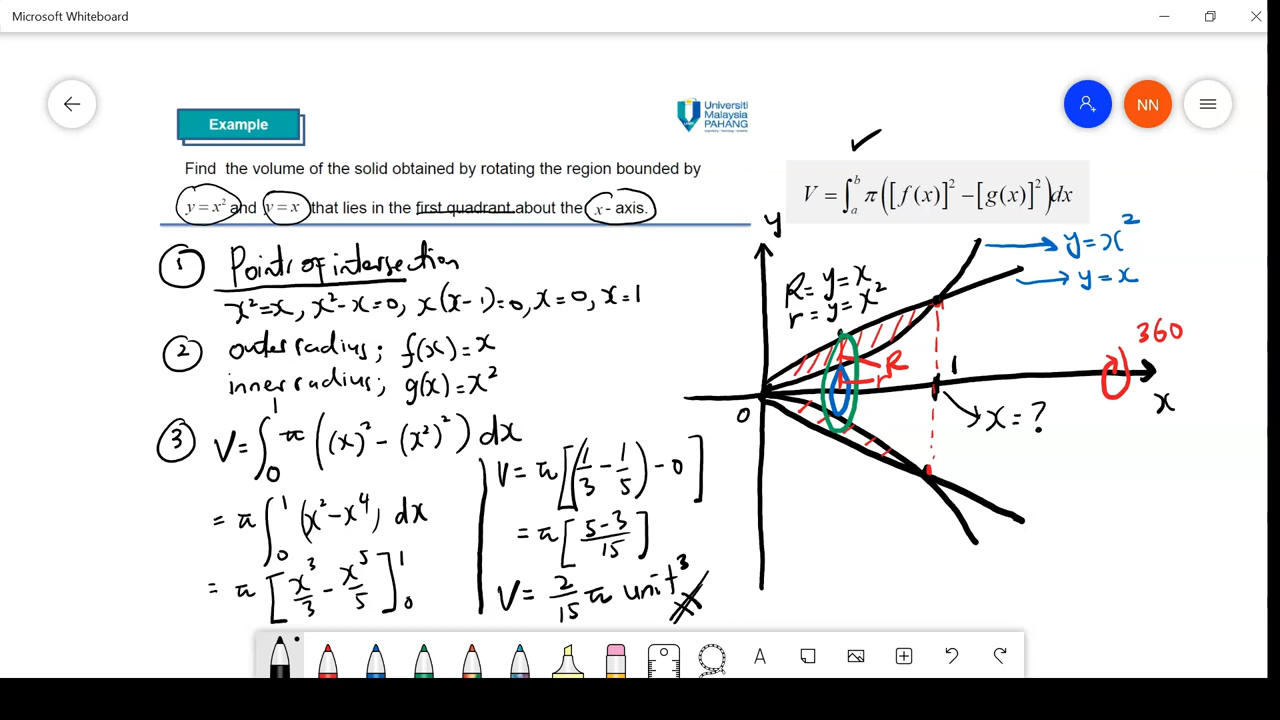 Microsoft Whiteboard
NN
Example
Universiti
Malaysia
PAHANG
Find the volume of the solid obtained by rotating the region bounded by
y = x² and y = x that lies in the first quadrant about the x - axis.
V = ∫ₐᵇ π([f(x)]² − [g(x)]²)dx
① Points of intersection
x² = x, x² − x = 0, x(x−1) = 0, x = 0, x = 1
② outer radius; f(x) = x
inner radius; g(x) = x²
③ V = ∫₀¹ π((x)² − (x²)²) dx
= π ∫₀¹ (x² − x⁴) dx
= π [x³/3 − x⁵/5]₀¹
V = π [(1/3 − 1/5) − 0]
= π [5−3/15]
V = 2/15 π unit³
y
y = x²
y = x
R = y = x
r = y = x²
R
r
360
1
0
x = ?
x
A